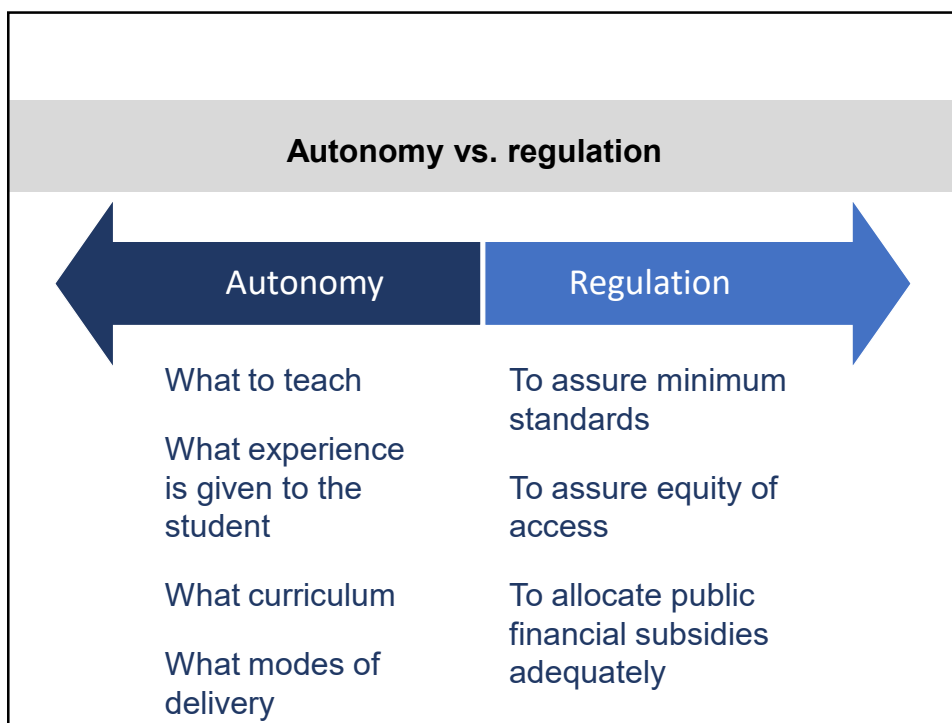 Autonomy vs. regulation
Autonomy
Regulation
What to teach
What experience
is given to the
student
What curriculum
What modes of
delivery
To assure minimum
standards
To assure equity of
access
To allocate public
financial subsidies
adequately